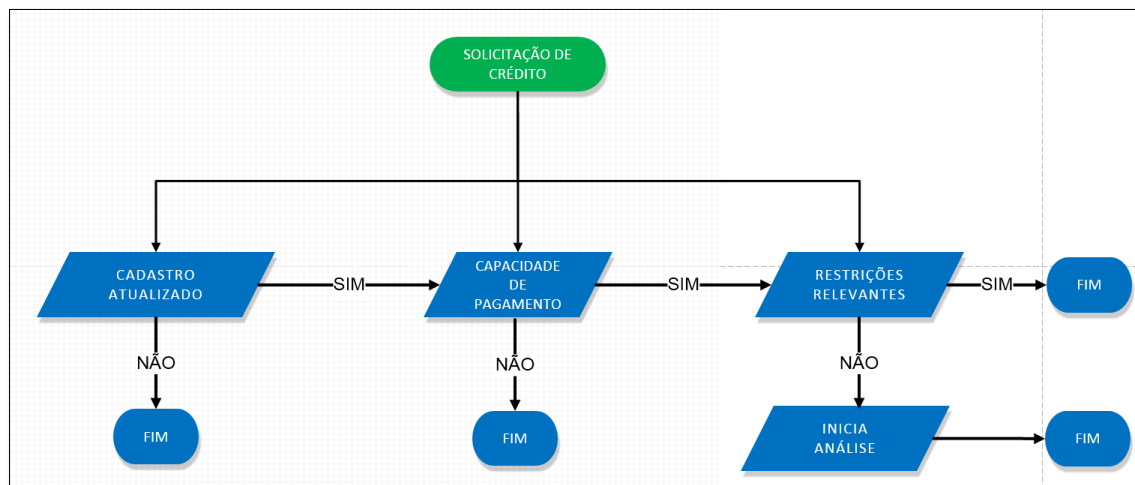 SOLICITAÇÃO DE
CRÉDITO
CADASTRO
ATUALIZADO
SIM
CAPACIDADE
DE
PAGAMENTO
SIM
RESTRIÇÕES
RELEVANTES
SIM
FIM
NÃO
NÃO
NÃO
FIM
FIM
INICIA
ANÁLISE
FIM